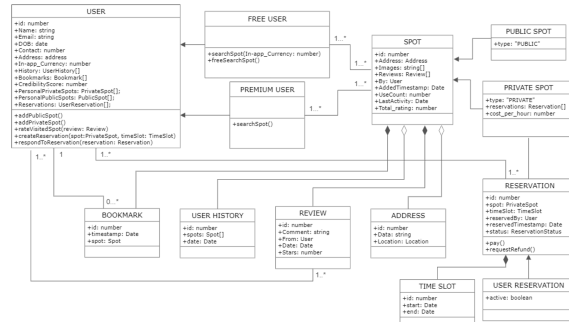 USER
+id: number
+Name: string
+Email: string
+DOB: date
+Contact: number
+Address: address
+In-app_Currency: number
+History: UserHistory[]
+Bookmarks: Bookmark[]
+CrediblityScore: number
+PersonalPrivateSpots: PrivateSpot[];
+PersonalPublicSpots: PublicSpot[];
+Reservations: UserReservation[];
+addPublicSpot()
+addPrivateSpot()
+rateVisitedSpot(review: Review)
+createReservation(spot:PrivateSpot, timeSlot: TimeSlot)
+respondToReservation(reservation: Reservation)
1..*
1
1..*
FREE USER
+searchSpot(In-app_Currency: number)
+freeSearchSpot()
1...*
1..*
PREMIUM USER
+searchSpot()
1...*
1..*
SPOT
+id: number
+Address: Address
+Images: string[]
+Reviews: Review[]
+By: User
+AddedTimestamp: Date
+UseCount: number
+LastActivity: Date
+Total_rating: number
PUBLIC SPOT
+type: "PUBLIC"
PRIVATE SPOT
+type: "PRIVATE"
+reservations: Reservation[]
+cost_per_hour: number
0...*
BOOKMARK
+id: number
+timestamp: Date
+spot: Spot
USER HISTORY
+id: number
+spots: Spot[]
+date: Date
REVIEW
+id: number
+Comment: string
+From: User
+Date: Date
+Stars: number
1..*
ADDRESS
+id: number
+Data: string
+Location: Location
1...*
RESERVATION
+id: number
+spot: PrivateSpot
+timeSlot: TimeSlot
+reservedBy: User
+reservedTimestamp: Date
+status: ReservationStatus
+pay()
+requestRefund()
TIME SLOT
+id: number
+start: Date
+end: Date
USER RESERVATION
+active: boolean